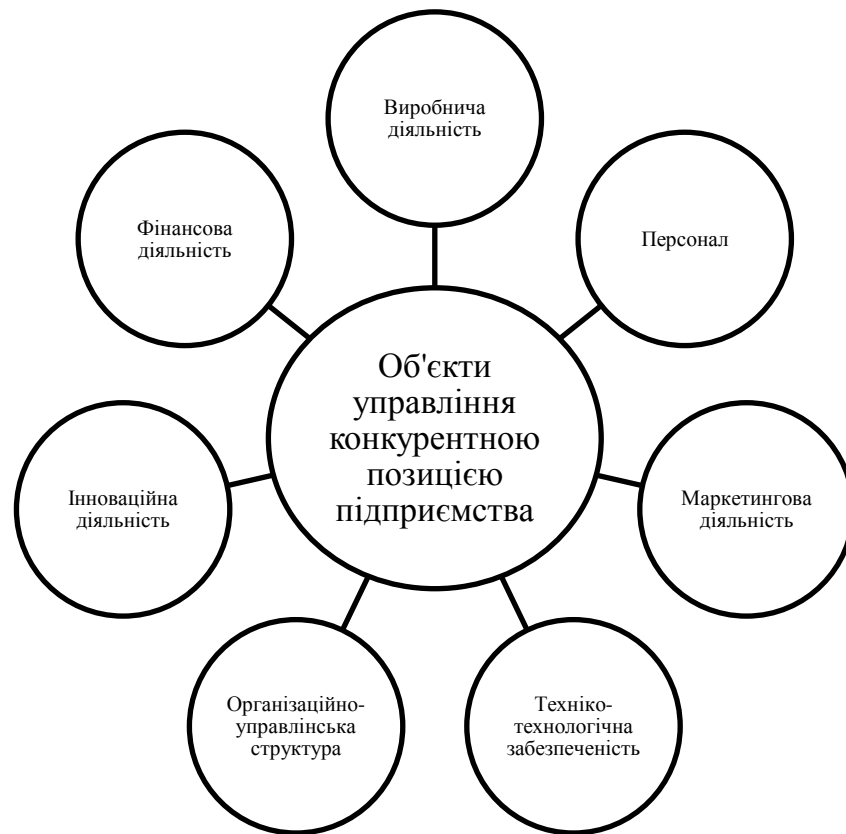 Виробнича
діяльність
Фінансова
діяльність
Персонал
Об'єкти
управління
конкурентною
позицією
підприємства
Інноваційна
діяльність
Маркетингова
діяльність
Організаційно-
управлінська
структура
Техніко-
технологічна
забезпеченість